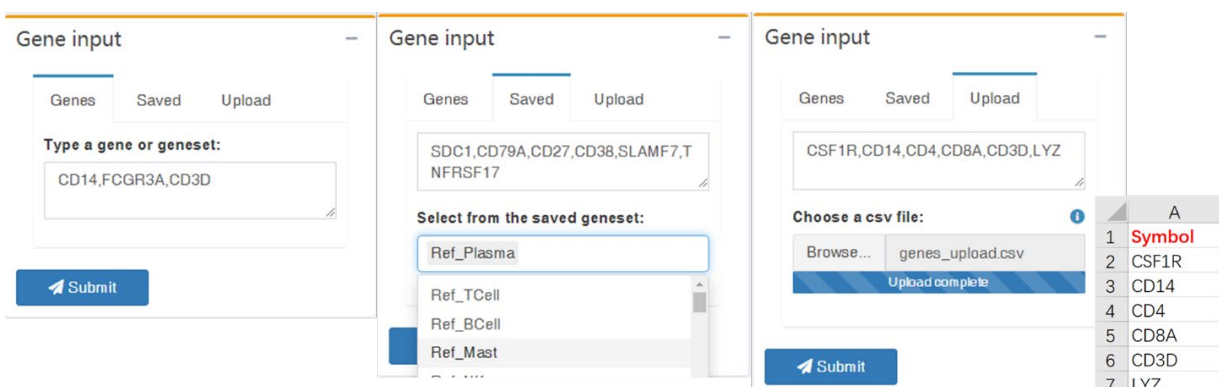 Gene input
Genes Saved Upload
Type a gene or geneset:
CD14,FCGR3A,CD3D
Submit
Gene input
Genes Saved Upload
SDC1,CD79A,CD27,CD38,SLAMF7,T
NFRSF17
Select from the saved geneset:
Ref_Plasma
Ref_TCell
Ref_BCell
Ref_Mast
Gene input
Genes Saved Upload
CSF1R,CD14,CD4,CD8A,CD3D,LYZ
Choose a csv file:
Browse... genes_upload.csv
Upload complete
Submit
A
1 Symbol
2 CSF1R
3 CD14
4 CD4
5 CD8A
6 CD3D
7 LYZ